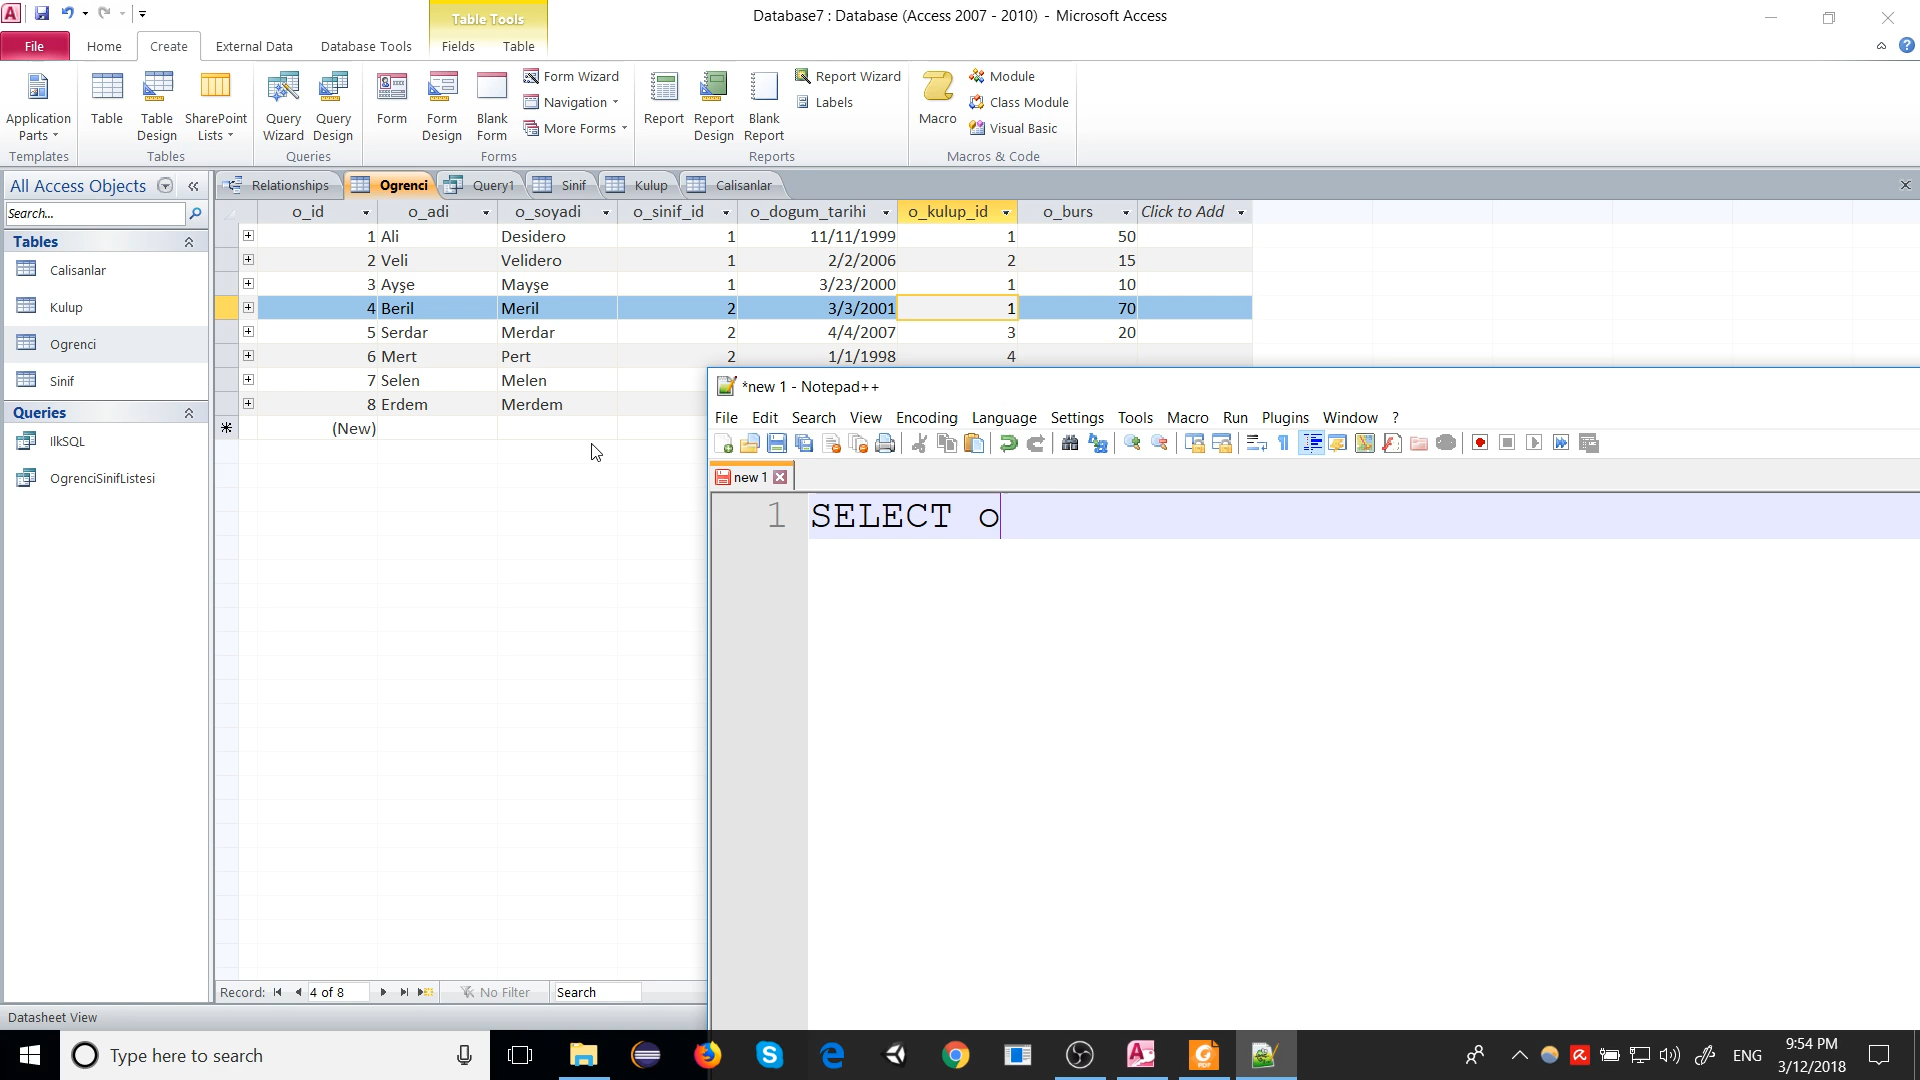 Table Tools
Database7 : Database (Access 2007 - 2010) - Microsoft Access
File Home Create External Data Database Tools Fields Table
Application Parts
Table
Table Design
SharePoint Lists
Query Wizard
Query Design
Form
Form Design
Blank Form
Form Wizard
Navigation
More Forms
Report
Report Design
Blank Report
Report Wizard
Labels
Macro
Module
Class Module
Visual Basic
Templates Tables Queries Forms Reports Macros & Code
All Access Objects
Search...
Tables
Calisanlar
Kulup
Ogrenci
Sinif
Queries
IlkSQL
OgrenciSinifListesi
Relationships Ogrenci Query1 Sinif Kulup Calisanlar
o_id o_adi o_soyadi o_sinif_id o_dogum_tarihi o_kulup_id o_burs Click to Add
1 Ali Desidero 1 11/11/1999 1 50
2 Veli Velidero 1 2/2/2006 2 15
3 Ayşe Mayşe 1 3/23/2000 1 10
4 Beril Meril 2 3/3/2001 1 70
5 Serdar Merdar 2 4/4/2007 3 20
6 Mert Pert 2 1/1/1998 4
7 Selen Melen
8 Erdem Merdem
(New)
*new 1 - Notepad++
File Edit Search View Encoding Language Settings Tools Macro Run Plugins Window ?
new 1
1 SELECT o
Record: 4 of 8 No Filter Search
Datasheet View
Type here to search
ENG
9:54 PM
3/12/2018